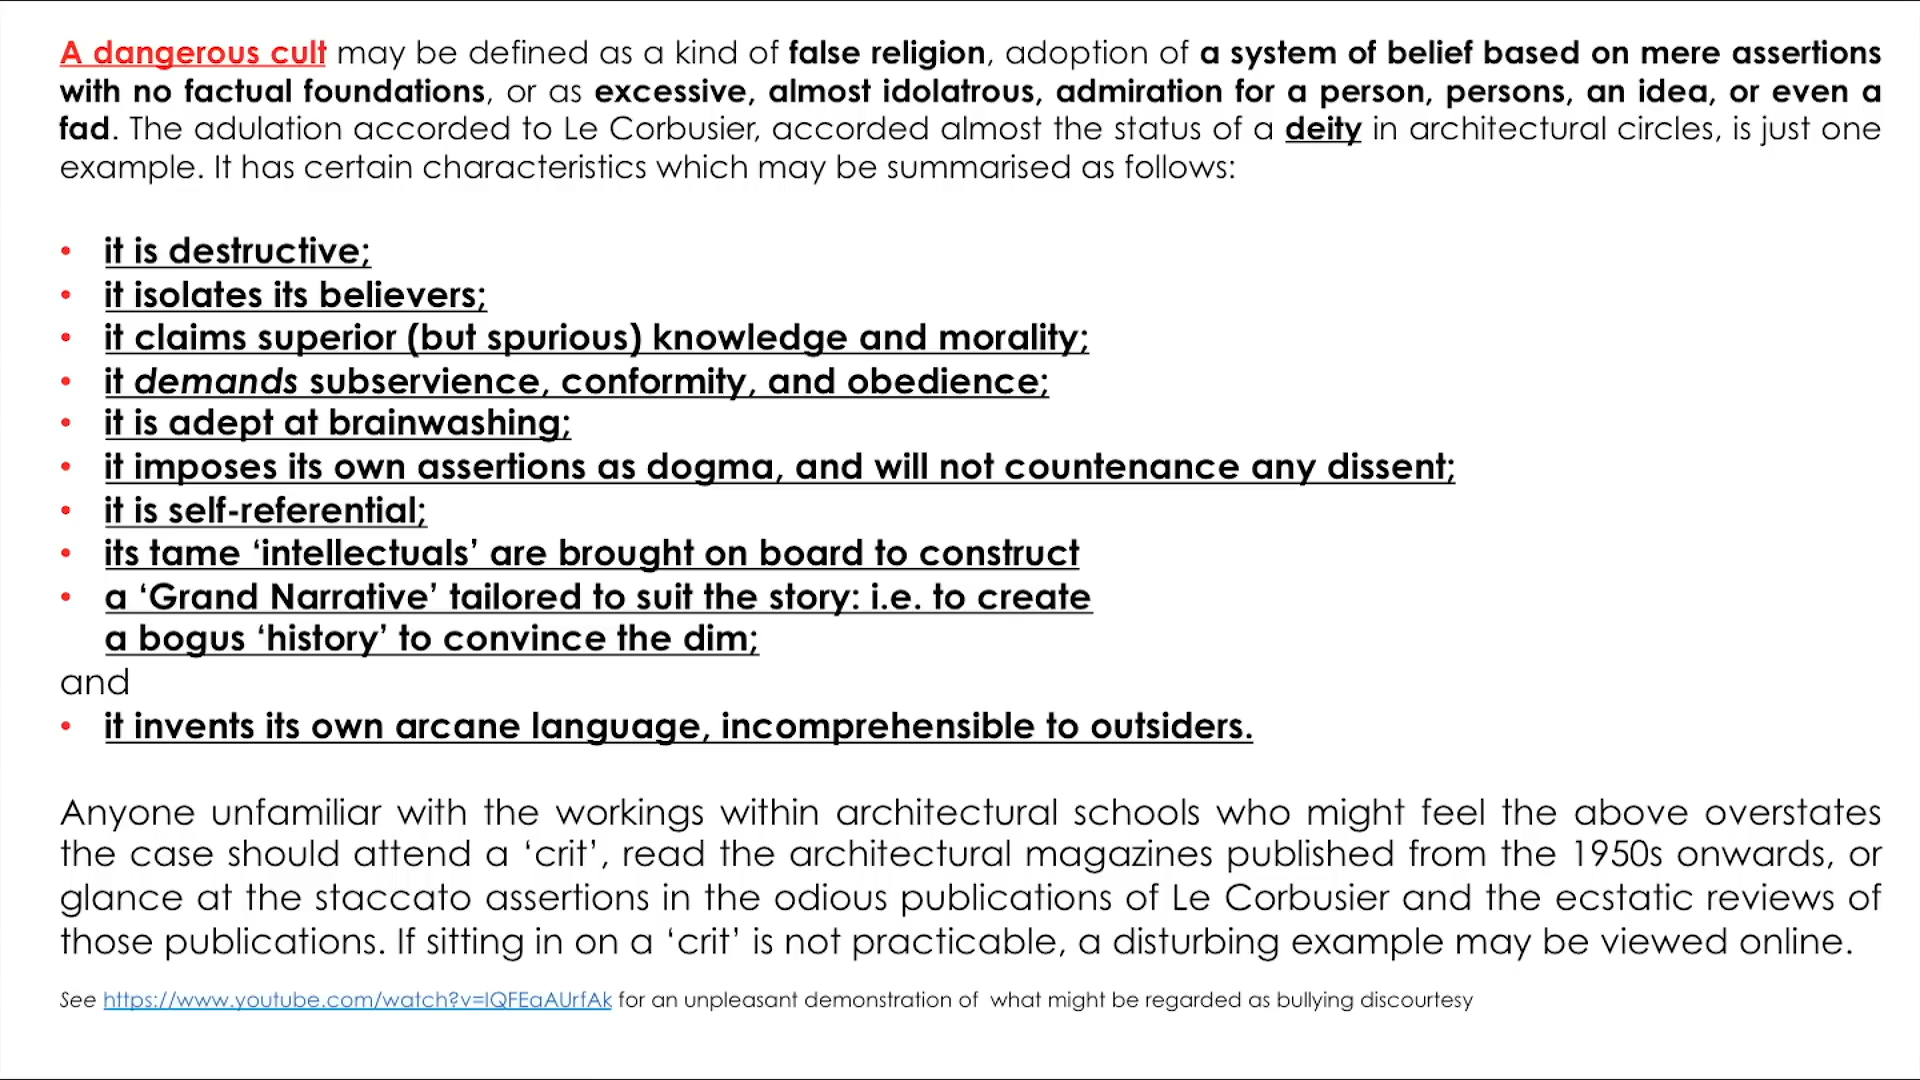 A dangerous cult may be defined as a kind of false religion, adoption of a system of belief based on mere assertions
with no factual foundations, or as excessive, almost idolatrous, admiration for a person, persons, an idea, or even a
fad. The adulation accorded to Le Corbusier, accorded almost the status of a deity in architectural circles, is just one
example. It has certain characteristics which may be summarised as follows:
• it is destructive;
• it isolates its believers;
• it claims superior (but spurious) knowledge and morality;
• it demands subservience, conformity, and obedience;
• it is adept at brainwashing;
• it imposes its own assertions as dogma, and will not countenance any dissent;
• it is self-referential;
• its tame ‘intellectuals’ are brought on board to construct
• a ‘Grand Narrative’ tailored to suit the story: i.e. to create
a bogus ‘history’ to convince the dim;
and
• it invents its own arcane language, incomprehensible to outsiders.
Anyone unfamiliar with the workings within architectural schools who might feel the above overstates
the case should attend a ‘crit’, read the architectural magazines published from the 1950s onwards, or
glance at the staccato assertions in the odious publications of Le Corbusier and the ecstatic reviews of
those publications. If sitting in on a ‘crit’ is not practicable, a disturbing example may be viewed online.
See https://www.youtube.com/watch?v=lQFEaAUrfAk for an unpleasant demonstration of what might be regarded as bullying discourtesy